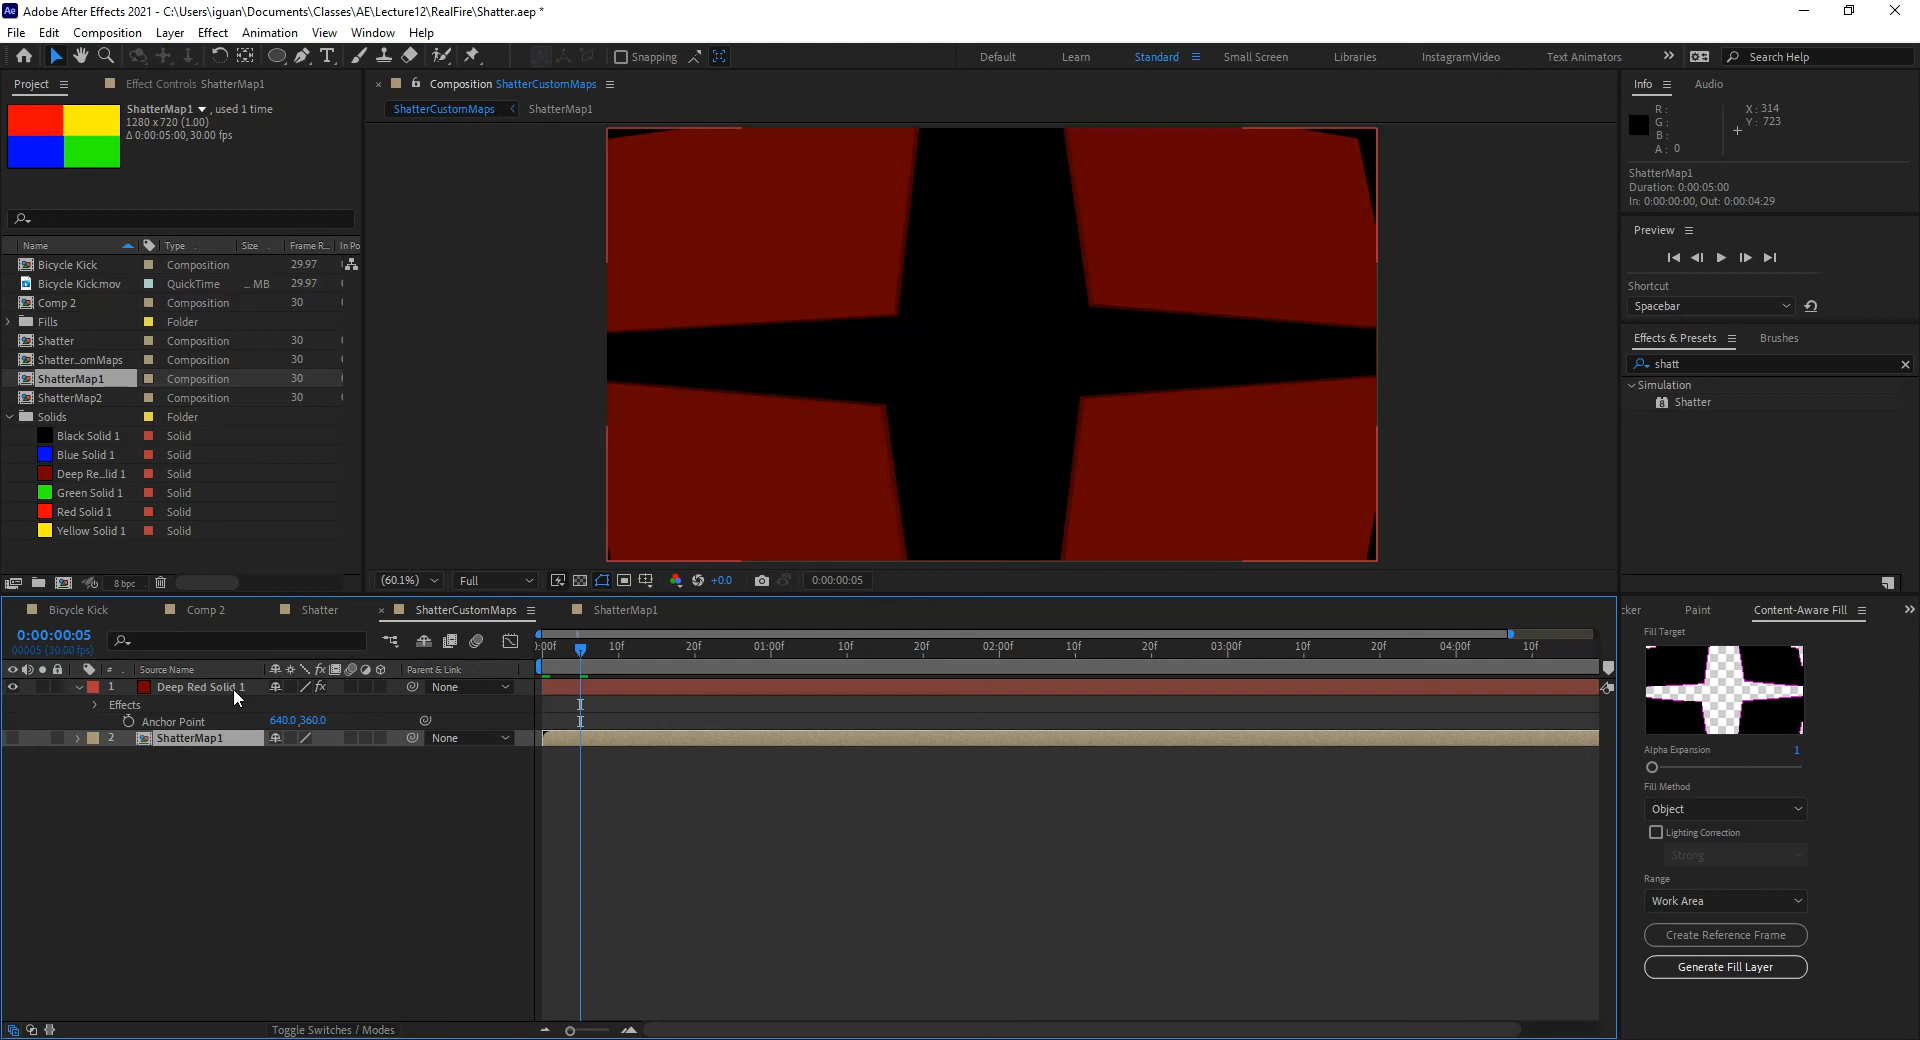 Adobe After Effects 2021 - C:\Users\iguan\Documents\Classes\AE\Lecture12\RealFire\Shatter.aep *
File Edit Composition Layer Effect Animation View Window Help
Snapping Default Learn Standard Small Screen Libraries InstagramVideo Text Animators Search Help
Project Effect Controls ShatterMap1
Composition ShatterCustomMaps
Info Audio
ShatterMap1 , used 1 time
1280 x 720 (1.00)
Δ 0:00:05:00, 30.00 fps
ShatterCustomMaps ShatterMap1
R :
G :
B :
A : 0
X : 314
Y : 723
ShatterMap1
Duration: 0:00:05:00
In: 0:00:00:00, Out: 0:00:04:29
Name Type Size Frame R... In Po
Bicycle Kick Composition 29.97
Bicycle Kick.mov QuickTime ... MB 29.97
Comp 2 Composition 30
Fills Folder
Shatter Composition 30
Shatter...omMaps Composition 30
ShatterMap1 Composition 30
ShatterMap2 Composition 30
Solids Folder
Black Solid 1 Solid
Blue Solid 1 Solid
Deep Re...lid 1 Solid
Green Solid 1 Solid
Red Solid 1 Solid
Yellow Solid 1 Solid
8 bpc
Preview
Shortcut
Spacebar
Effects & Presets Brushes
shatt
Simulation
Shatter
(60.1%) Full +0.0 0:00:00:05
Bicycle Kick Comp 2 Shatter ShatterCustomMaps ShatterMap1
0:00:00:05
00005 (30.00 fps)
:00f 10f 20f 01:00f 10f 20f 02:00f 10f 20f 03:00f 10f 20f 04:00f 10f
# Source Name fx Parent & Link
1 Deep Red Solid 1 fx None
Effects
Anchor Point 640.0,360.0
2 ShatterMap1 None
Toggle Switches / Modes
cker Paint Content-Aware Fill
Fill Target
Alpha Expansion 1
Fill Method
Object
Lighting Correction
Strong
Range
Work Area
Create Reference Frame
Generate Fill Layer